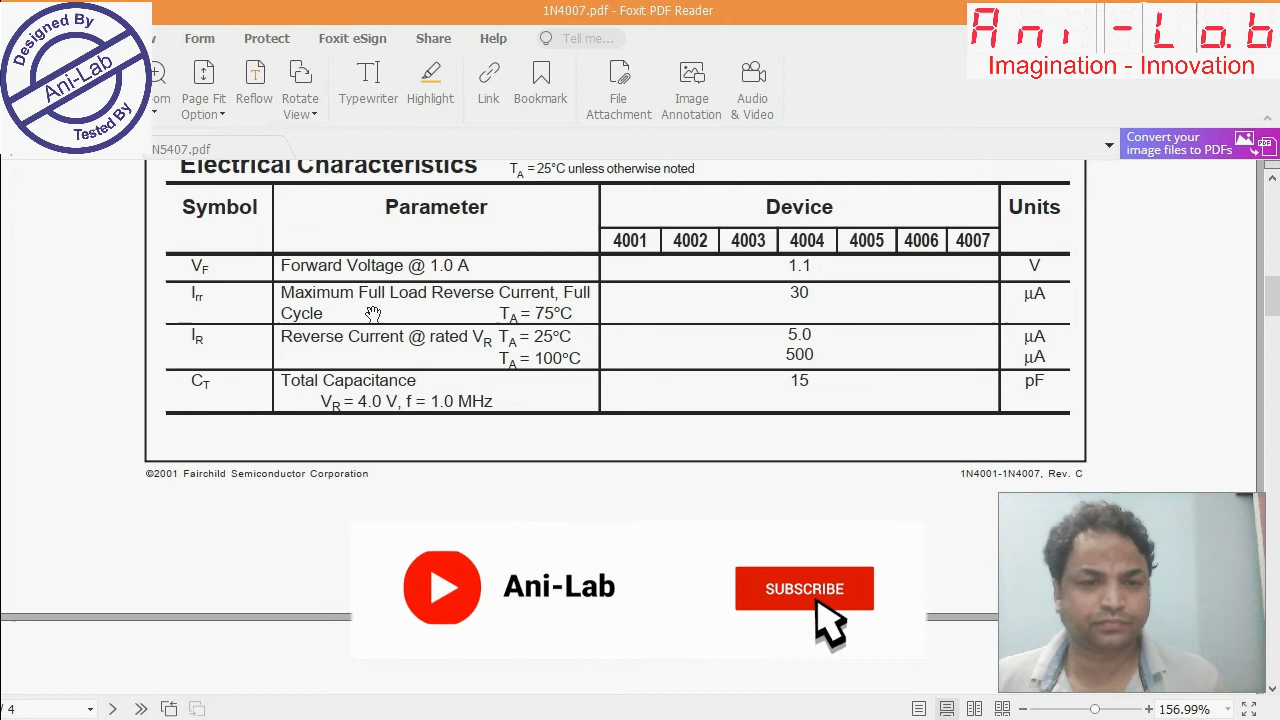 1N4007.pdf - Foxit PDF Reader
Designed By
Ani-Lab
Tested By
Ani-Lab
Imagination - Innovation
Form Protect Foxit eSign Share Help Tell me...
Page Fit Option
Reflow
Rotate View
Typewriter
Highlight
Link
Bookmark
File Attachment
Image Annotation
Audio & Video
N5407.pdf
Convert your
image files to PDFs
PDF
Electrical Characteristics TA = 25°C unless otherwise noted
Symbol Parameter Device Units
4001 4002 4003 4004 4005 4006 4007
VF Forward Voltage @ 1.0 A 1.1 V
Irr Maximum Full Load Reverse Current, Full 30 μA
Cycle TA = 75°C
IR Reverse Current @ rated VR TA = 25°C 5.0 μA
TA = 100°C 500 μA
CT Total Capacitance 15 pF
VR = 4.0 V, f = 1.0 MHz
©2001 Fairchild Semiconductor Corporation 1N4001-1N4007, Rev. C
Ani-Lab SUBSCRIBE
/ 4 156.99%